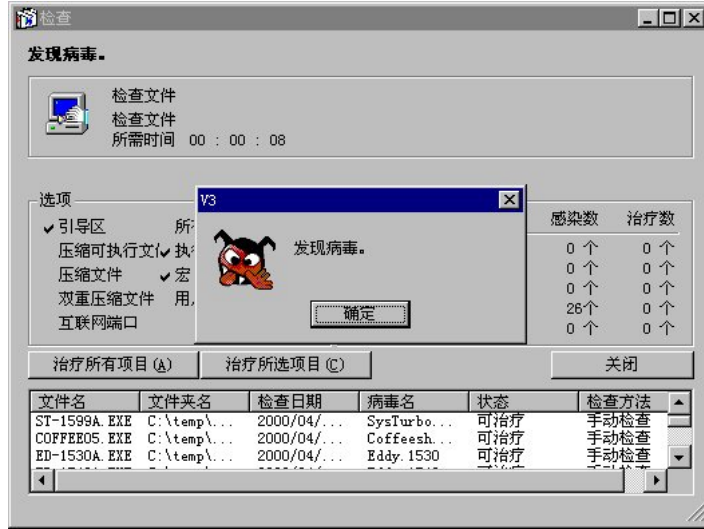 检查
发现病毒。
检查文件
检查文件
所需时间 00 : 00 : 08
选项
感染数 治疗数
引导区 所
压缩可执行文 执
压缩文件 宏
双重压缩文件 用
互联网端口
0 个 0 个
0 个 0 个
0 个 0 个
26个 0 个
0 个 0 个
V3
发现病毒。
确定
治疗所有项目(A) 治疗所选项目(C) 关闭
文件名 文件夹名 检查日期 病毒名 状态 检查方法
ST-1599A.EXE C:\temp\... 2000/04/... SysTurbo... 可治疗 手动检查
COFFEE05.EXE C:\temp\... 2000/04/... Coffeesh... 可治疗 手动检查
ED-1530A.EXE C:\temp\... 2000/04/... Eddy.1530 可治疗 手动检查